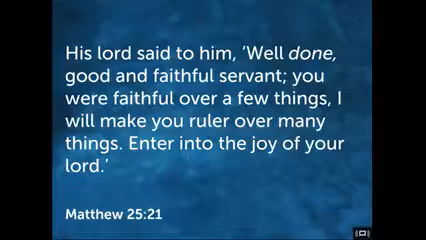 His lord said to him, ‘Well done,
good and faithful servant; you
were faithful over a few things, I
will make you ruler over many
things. Enter into the joy of your
lord.’
Matthew 25:21